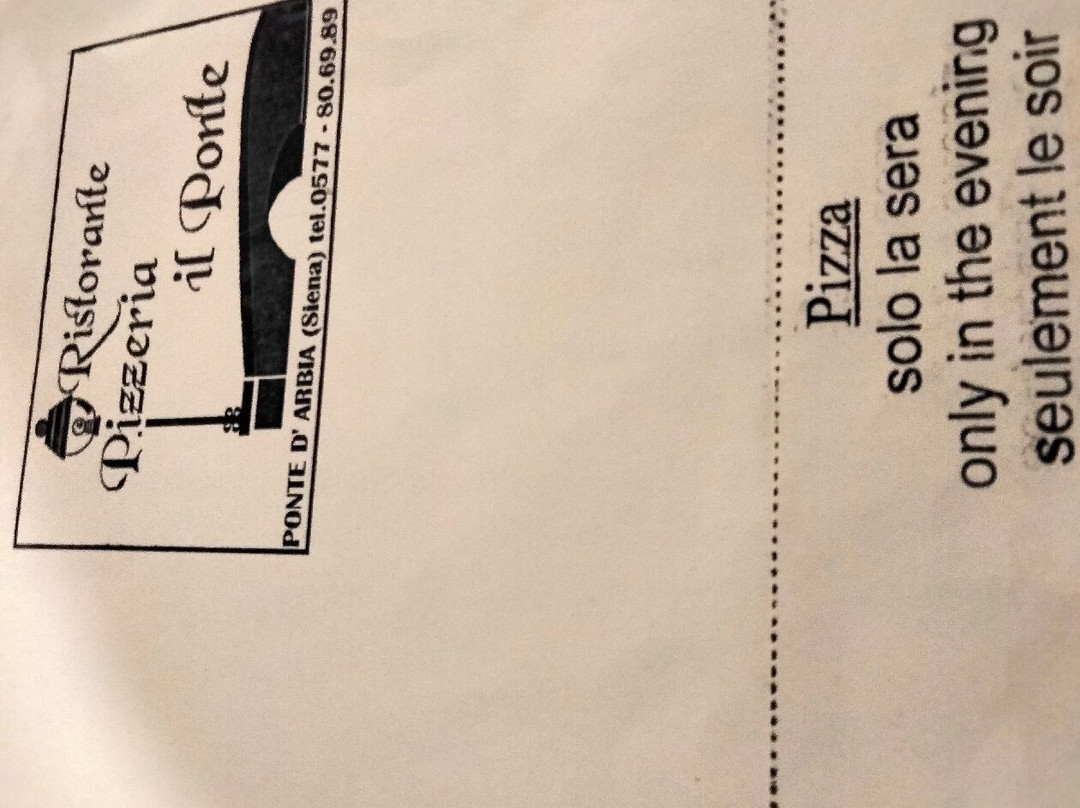 Ristorante
Pizzeria
il Ponte
PONTE D' ARBIA (Siena) tel.0577 - 80.69.89
Pizza
solo la sera
only in the evening
seulement le soir